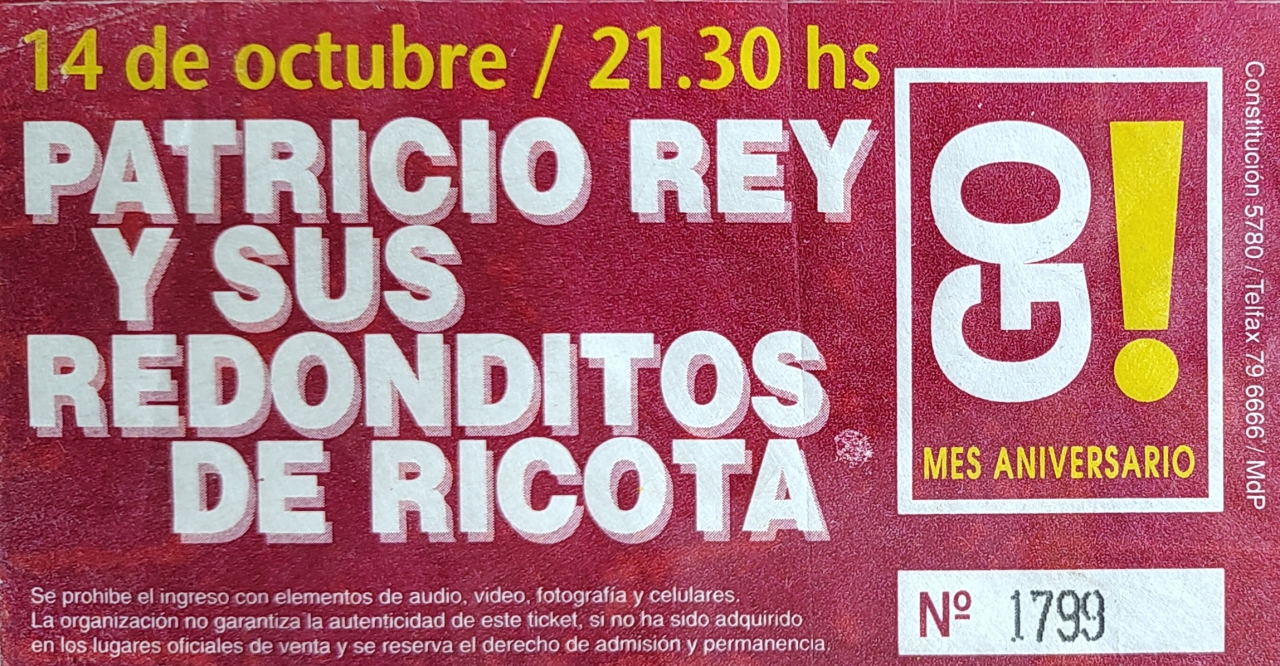 14 de octubre / 21.30 hs
PATRICIO REY
Y SUS
REDONDITOS
DE RICOTA
Se prohibe el ingreso con elementos de audio, video, fotografía y celulares.
La organización no garantiza la autenticidad de este ticket, si no ha sido adquirido
en los lugares oficiales de venta y se reserva el derecho de admisión y permanencia.
GO!
MES ANIVERSARIO
Nº 1799
Constitución 5780 / Telfax 79 6666 / MdP